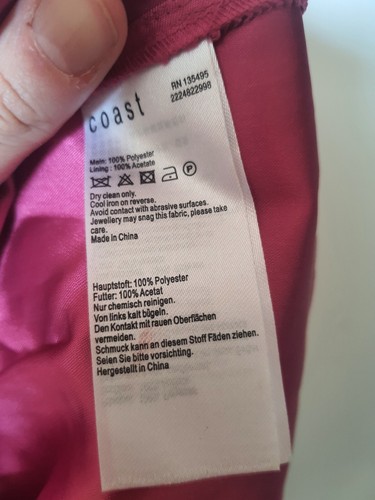 coast
RN 135495
2224822998
Main: 100% Polyester
Lining : 100% Acetate
P
Dry clean only.
Cool iron on reverse.
Avoid contact with abrasive surfaces.
Jewellery may snag this fabric, please take
care.
Made in China
Hauptstoff: 100% Polyester
Futter: 100% Acetat
Nur chemisch reinigen.
Von links kalt bügeln.
Den Kontakt mit rauen Oberflächen
vermeiden.
Schmuck kann an diesem Stoff Fäden ziehen.
Seien Sie bitte vorsichting.
Hergestellt in China